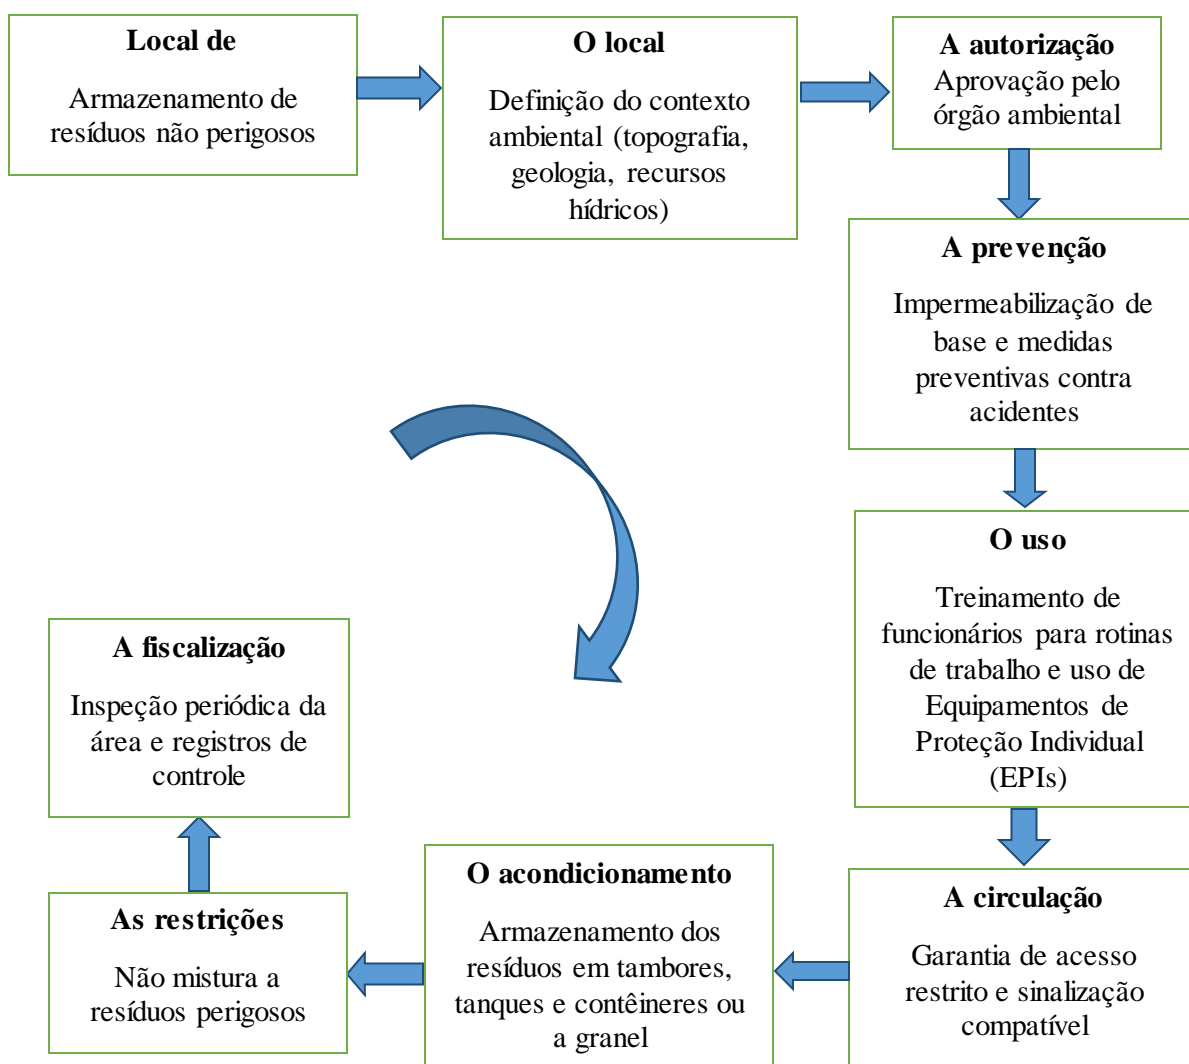 Local de
Armazenamento de
resíduos não perigosos
O local
Definição do contexto
ambiental (topografia,
geologia, recursos
hídricos)
A autorização
Aprovação pelo
órgão ambiental
A prevenção
Impermeabilização de
base e medidas
preventivas contra
acidentes
O uso
Treinamento de
funcionários para rotinas
de trabalho e uso de
Equipamentos de
Proteção Individual
(EPIs)
A circulação
Garantia de acesso
restrito e sinalização
compatível
O acondicionamento
Armazenamento dos
resíduos em tambores,
tanques e contêineres ou
a granel
As restrições
Não mistura a
resíduos perigosos
A fiscalização
Inspeção periódica da
área e registros de
controle